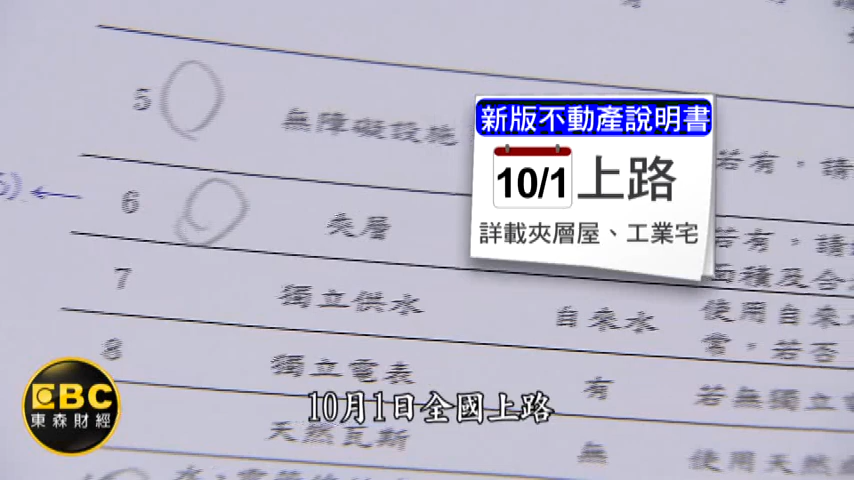 5 無障礙設施 若有，請
新版不動產說明書
10/1 上路
詳載夾層屋、工業宅
6 夾層 若有，請
面積及合
7 獨立供水 自來水 使用自來
常，若否
8 獨立電表 有 若無獨立
10月1日全國上路
天然瓦斯 無 使用天然
EBC
東森財經